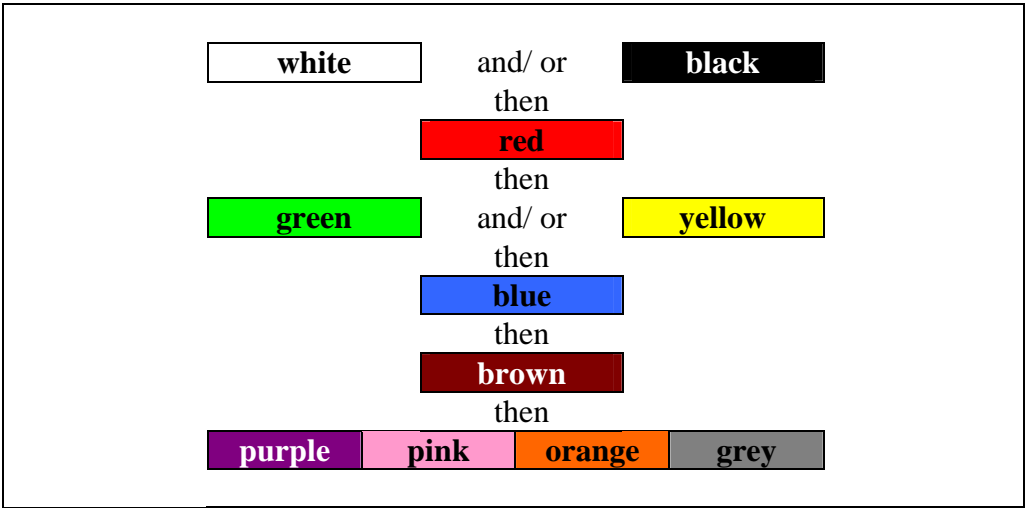 white and/ or black
then
red
then
green and/ or yellow
then
blue
then
brown
then
purple pink orange grey